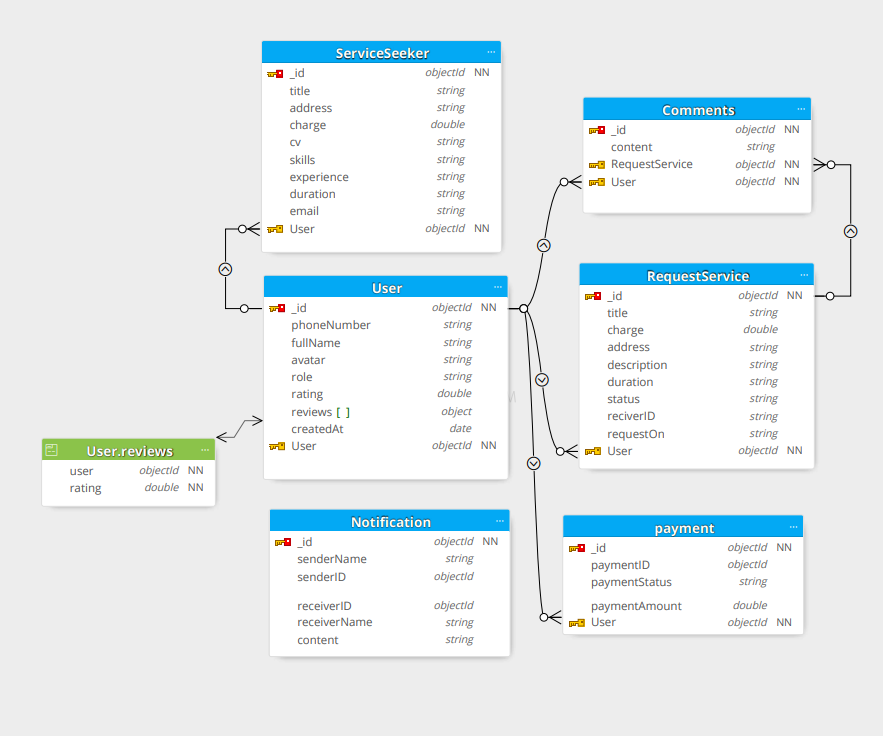 ServiceSeeker
_id objectId NN
title string
address string
charge double
cv string
skills string
experience string
duration string
email string
User objectId NN
Comments
_id objectId NN
content string
RequestService objectId NN
User objectId NN
User
_id objectId NN
phoneNumber string
fullName string
avatar string
role string
rating double
reviews [ ] object
createdAt date
User objectId NN
RequestService
_id objectId NN
title string
charge double
address string
description string
duration string
status string
reciverID string
requestOn string
User objectId NN
User.reviews
user objectId NN
rating double NN
Notification
_id objectId NN
senderName string
senderID objectId
receiverID objectId
receiverName string
content string
payment
_id objectId NN
paymentID objectId
paymentStatus string
paymentAmount double
User objectId NN